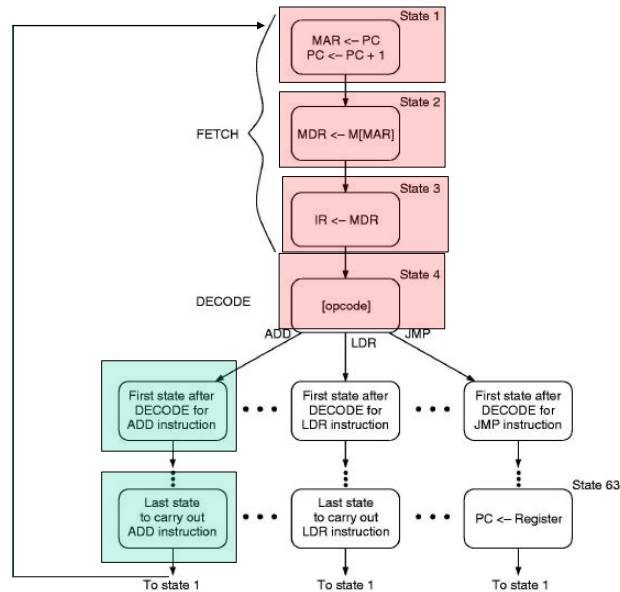 State 1
MAR <– PC
PC <– PC + 1
State 2
FETCH
MDR <– M[MAR]
State 3
IR <– MDR
State 4
DECODE
[opcode]
ADD
LDR
JMP
First state after
DECODE for
ADD instruction
First state after
DECODE for
LDR instruction
First state after
DECODE for
JMP instruction
State 63
Last state
to carry out
ADD instruction
Last state
to carry out
LDR instruction
PC <– Register
To state 1
To state 1
To state 1